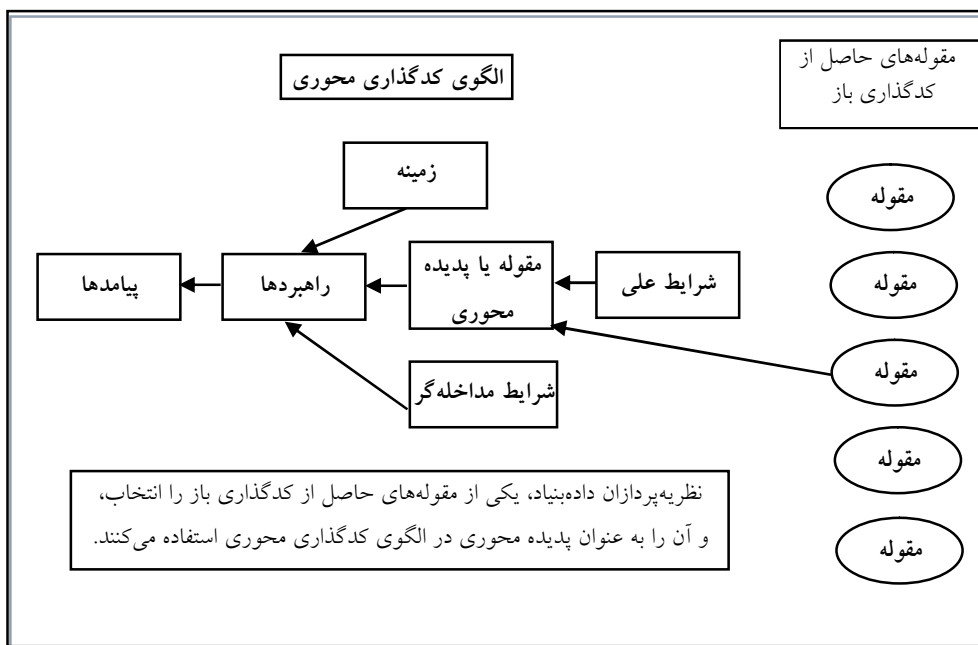 مقوله‌های حاصل از
کدگذاری باز
الگوی کدگذاری محوری
زمینه
مقوله
شرایط علی
مقوله یا پدیده
محوری
راهبردها
پیامدها
مقوله
مقوله
شرایط مداخله‌گر
مقوله
نظریه‌پردازان داده‌بنیاد، یکی از مقوله‌های حاصل از کدگذاری باز را انتخاب،
و آن را به عنوان پدیده محوری در الگوی کدگذاری محوری استفاده می‌کنند.
مقوله